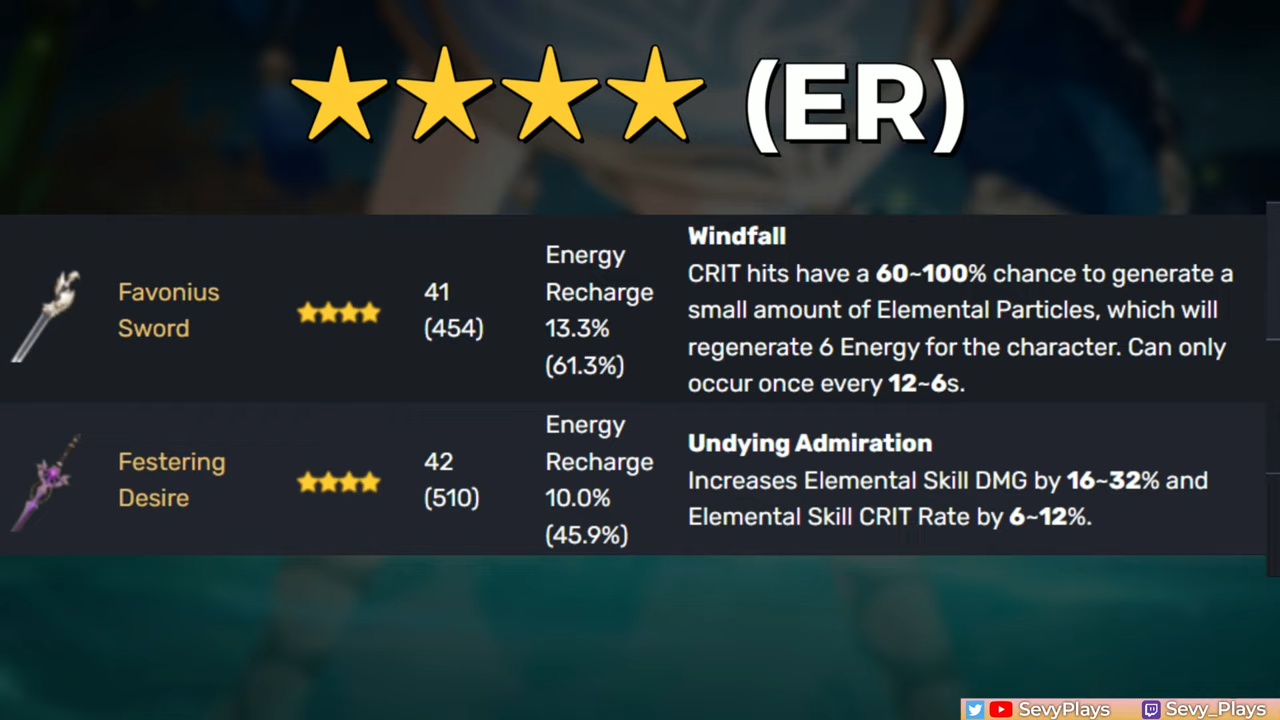 (ER)
Favonius
Sword
41
(454)
Energy
Recharge
13.3%
(61.3%)
Windfall
CRIT hits have a 60~100% chance to generate a
small amount of Elemental Particles, which will
regenerate 6 Energy for the character. Can only
occur once every 12~6s.
Festering
Desire
42
(510)
Energy
Recharge
10.0%
(45.9%)
Undying Admiration
Increases Elemental Skill DMG by 16~32% and
Elemental Skill CRIT Rate by 6~12%.
SevyPlays
Sevy_Plays